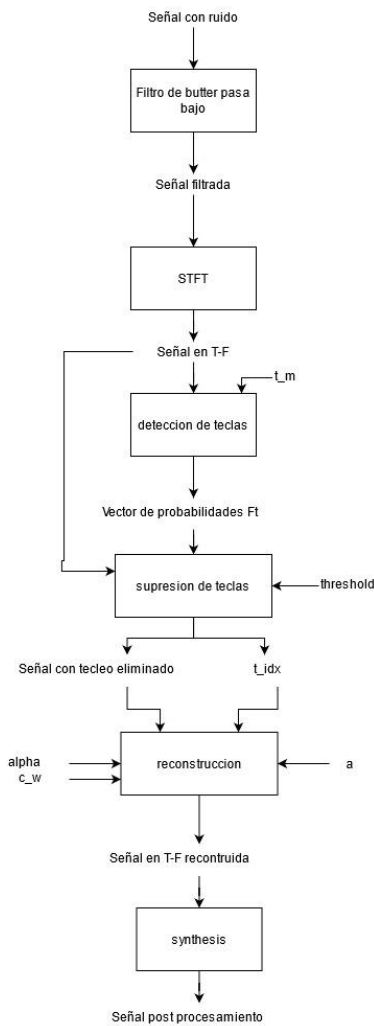 Señal con ruido
Filtro de butter pasa
bajo
Señal filtrada
STFT
Señal en T-F
t_m
deteccion de teclas
Vector de probabilidades Ft
supresion de teclas
threshold
Señal con tecleo eliminado
t_idx
alpha
c_w
reconstruccion
a
Señal en T-F recontruida
synthesis
Señal post procesamiento